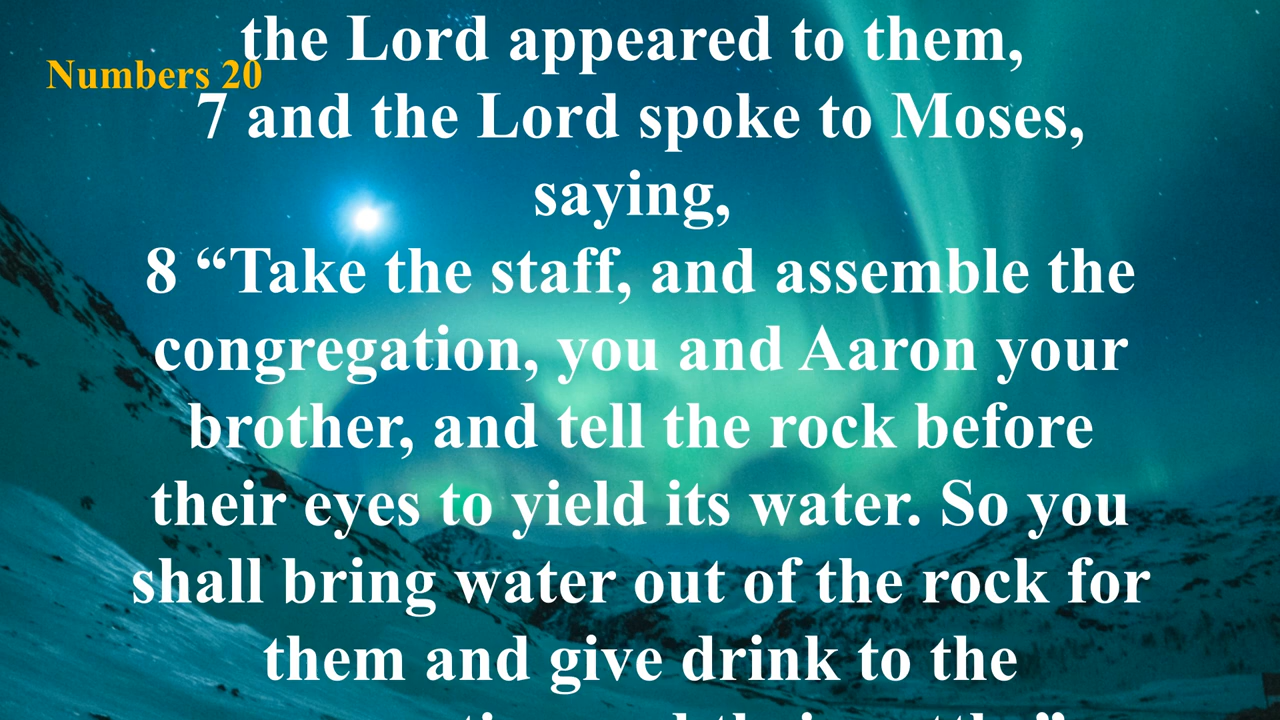 the Lord appeared to them,
Numbers 20
7 and the Lord spoke to Moses,
saying,
8 “Take the staff, and assemble the
congregation, you and Aaron your
brother, and tell the rock before
their eyes to yield its water. So you
shall bring water out of the rock for
them and give drink to the